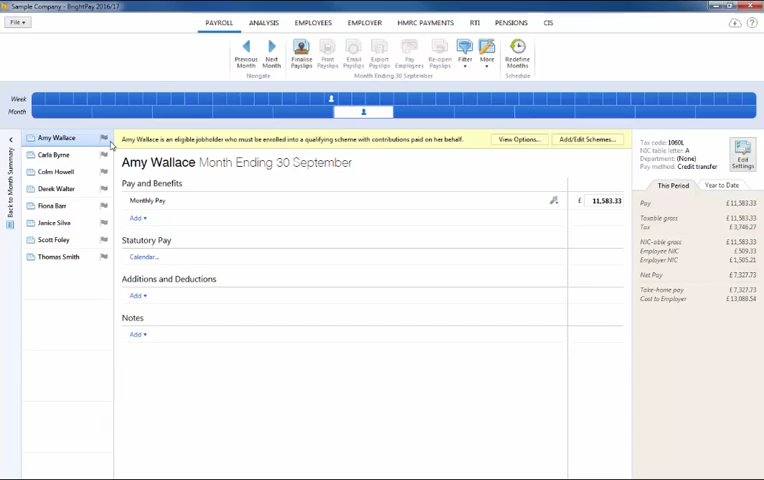 Sample Company - BrightPay 2016/17
File
PAYROLL ANALYSIS EMPLOYEES EMPLOYER HMRC PAYMENTS RTI PENSIONS CIS
Previous Month
Next Month
Finalise Payslips
Print Payslips
Email Payslips
Export Payslips
Pay Employees
Re-open Payslips
Filter
More
Redefine Months
Navigate
Month Ending 30 September
Schedule
Week
Month
Back to Month Summary
Amy Wallace
Carla Byrne
Colm Howell
Derek Walter
Fiona Barr
Janice Silva
Scott Foley
Thomas Smith
Amy Wallace is an eligible jobholder who must be enrolled into a qualifying scheme with contributions paid on her behalf.
View Options... Add/Edit Schemes...
Amy Wallace Month Ending 30 September
Pay and Benefits
Monthly Pay £ 11,583.33
Add
Statutory Pay
Calendar...
Additions and Deductions
Add
Notes
Add
Tax code: 1060L
NIC table letter: A
Department: (None)
Pay method: Credit transfer
Edit Settings
This Period Year to Date
Pay £11,583.33
Taxable gross £11,583.33
Tax £3,746.27
NIC-able gross £11,583.33
Employee NIC £509.33
Employer NIC £1,505.21
Net Pay £7,327.73
Take-home pay £7,327.73
Cost to Employer £13,088.54